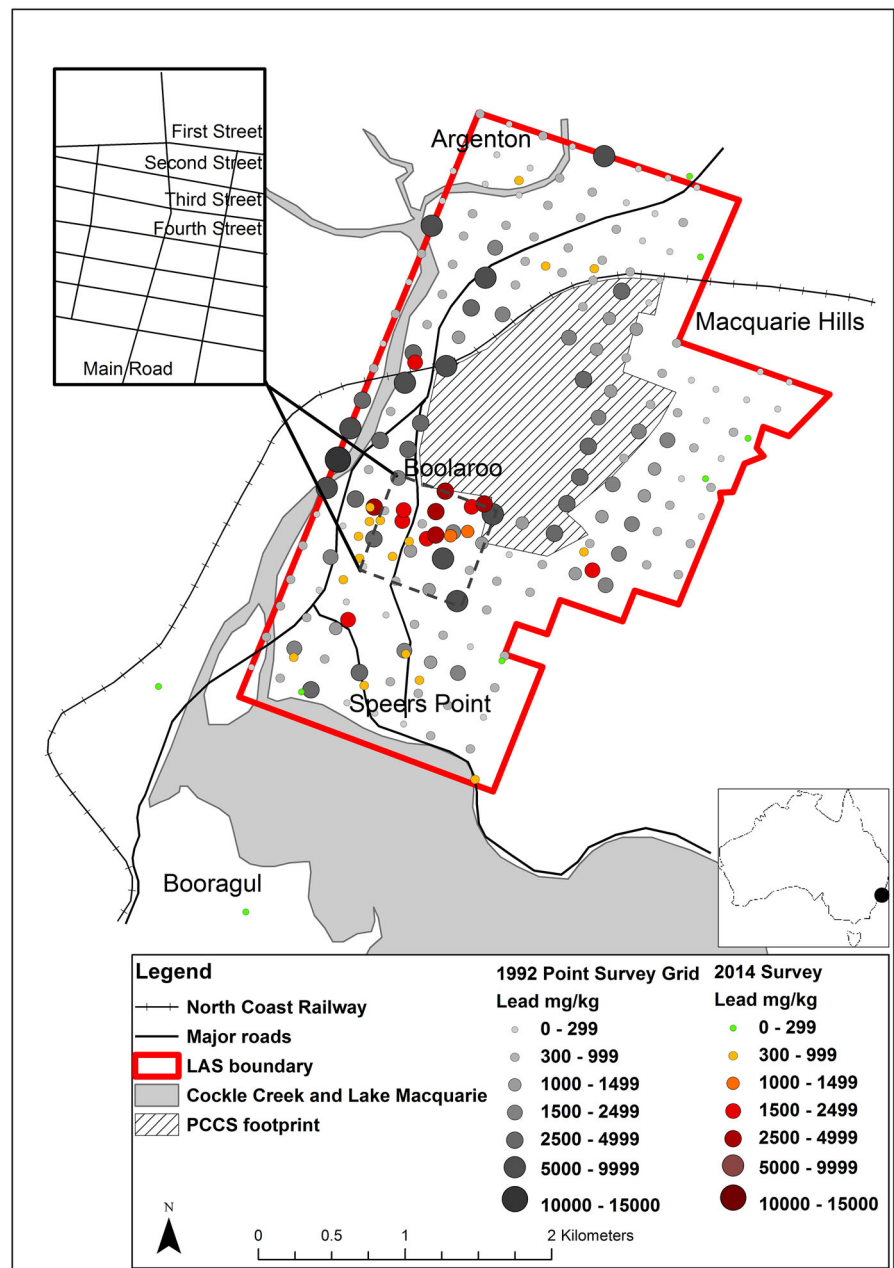 Argenton
First Street
Second Street
Third Street
Fourth Street
Main Road
Macquarie Hills
Boolaroo
Speers Point
Booragul
Legend
North Coast Railway
Major roads
LAS boundary
Cockle Creek and Lake Macquarie
PCCS footprint
1992 Point Survey Grid
Lead mg/kg
0 - 299
300 - 999
1000 - 1499
1500 - 2499
2500 - 4999
5000 - 9999
10000 - 15000
2014 Survey
Lead mg/kg
0 - 299
300 - 999
1000 - 1499
1500 - 2499
2500 - 4999
5000 - 9999
10000 - 15000
N
0 0.5 1 2 Kilometers